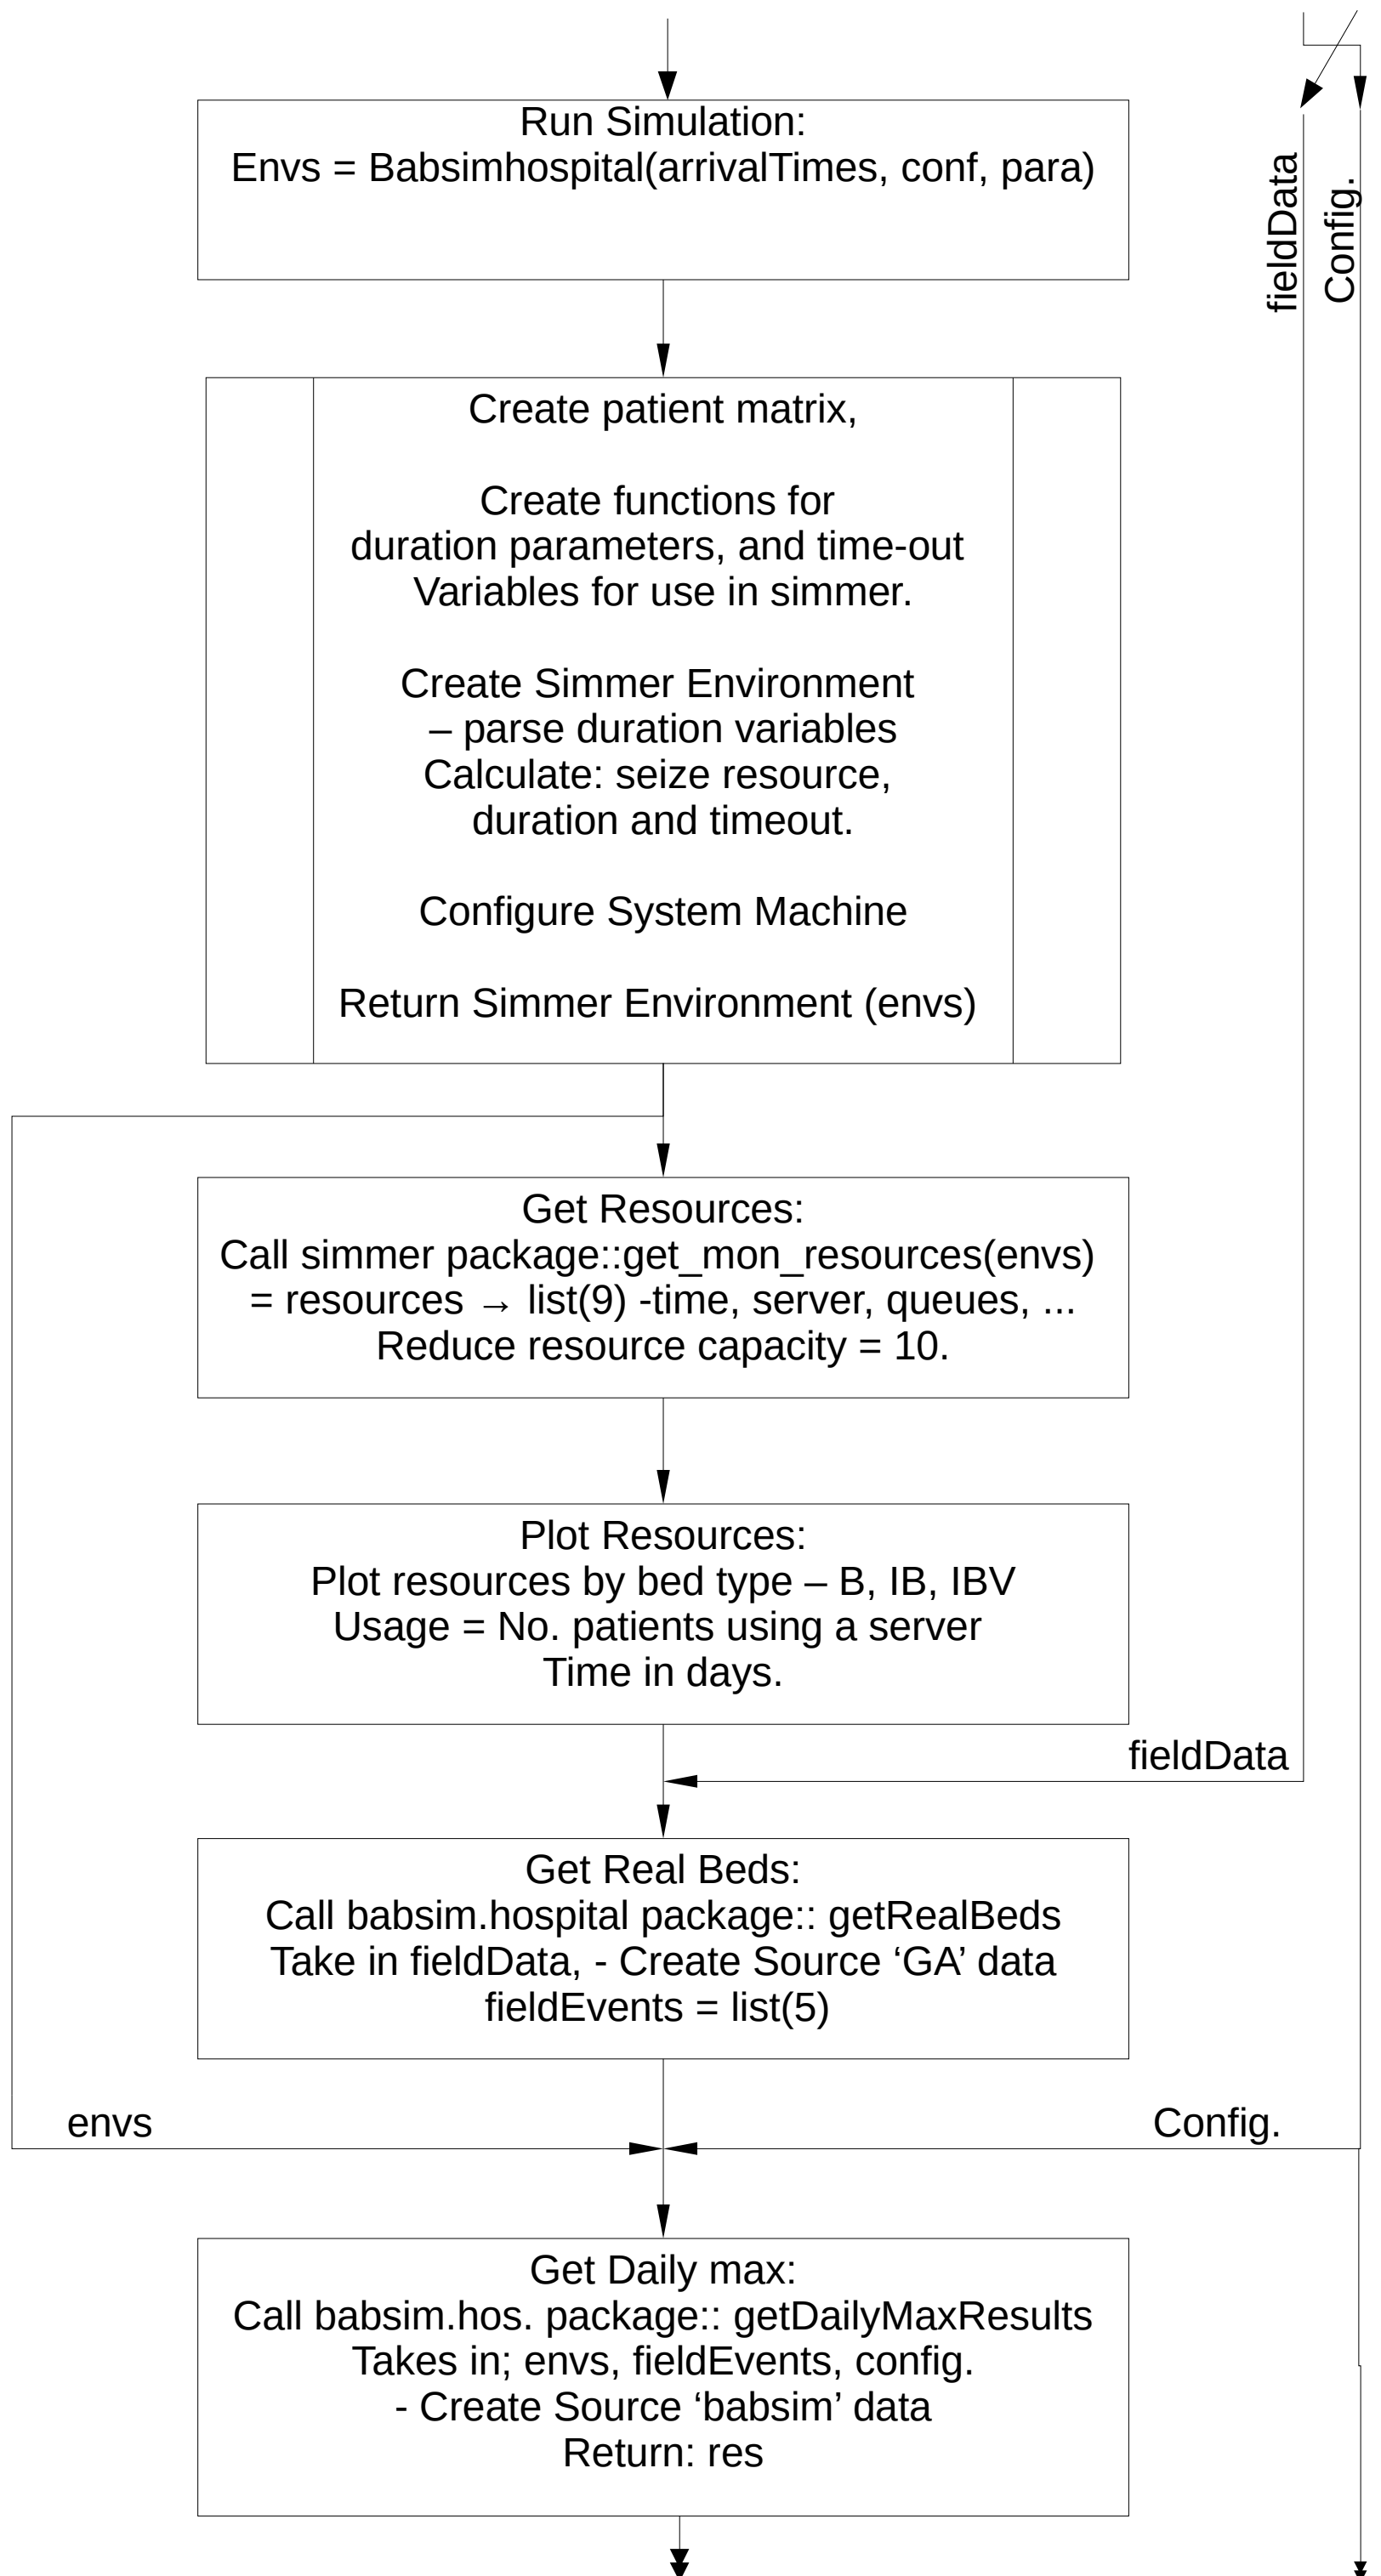 Run Simulation:
Envs = Babsimhospital(arrivalTimes, conf, para)
fieldData
Config.
Create patient matrix,
Create functions for
duration parameters, and time-out
Variables for use in simmer.
Create Simmer Environment
– parse duration variables
Calculate: seize resource,
duration and timeout.
Configure System Machine
Return Simmer Environment (envs)
Get Resources:
Call simmer package::get_mon_resources(envs)
= resources → list(9) -time, server, queues, ...
Reduce resource capacity = 10.
Plot Resources:
Plot resources by bed type – B, IB, IBV
Usage = No. patients using a server
Time in days.
fieldData
Get Real Beds:
Call babsim.hospital package:: getRealBeds
Take in fieldData, - Create Source ‘GA’ data
fieldEvents = list(5)
envs
Config.
Get Daily max:
Call babsim.hos. package:: getDailyMaxResults
Takes in; envs, fieldEvents, config.
- Create Source ‘babsim’ data
Return: res